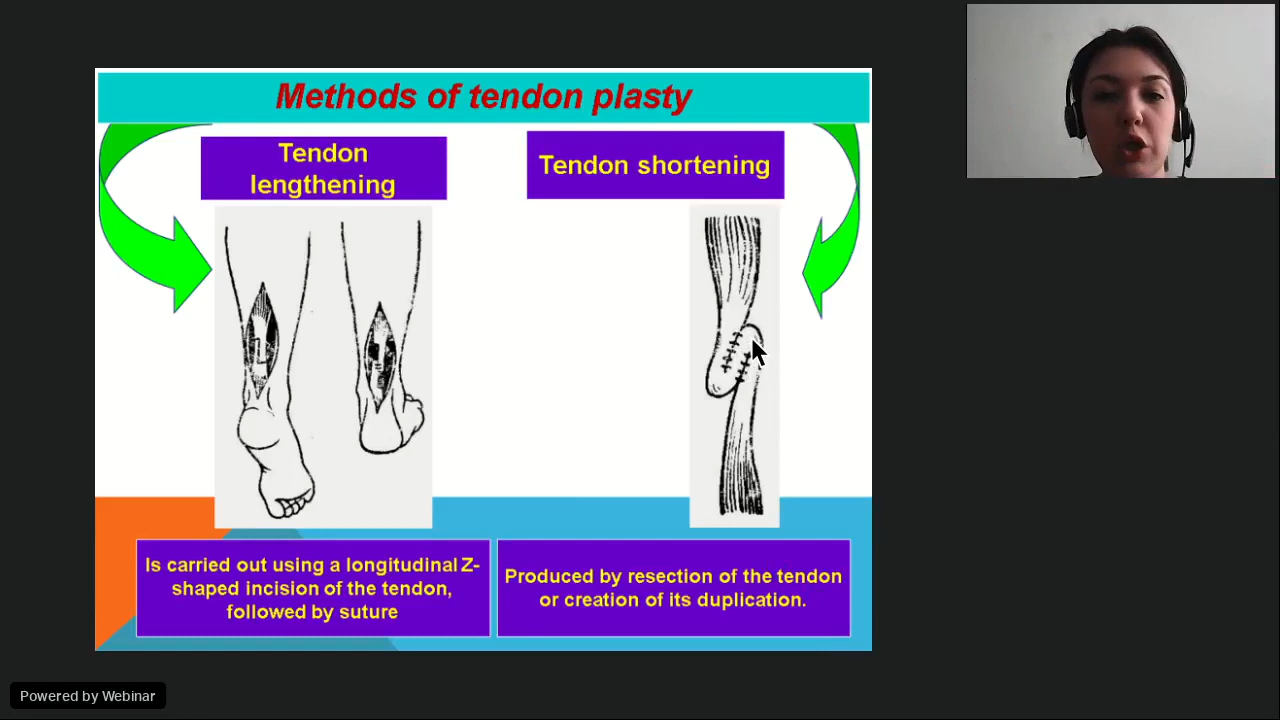 Methods of tendon plasty
Tendon
lengthening
Tendon shortening
Is carried out using a longitudinal Z-
shaped incision of the tendon,
followed by suture
Produced by resection of the tendon
or creation of its duplication.
Powered by Webinar